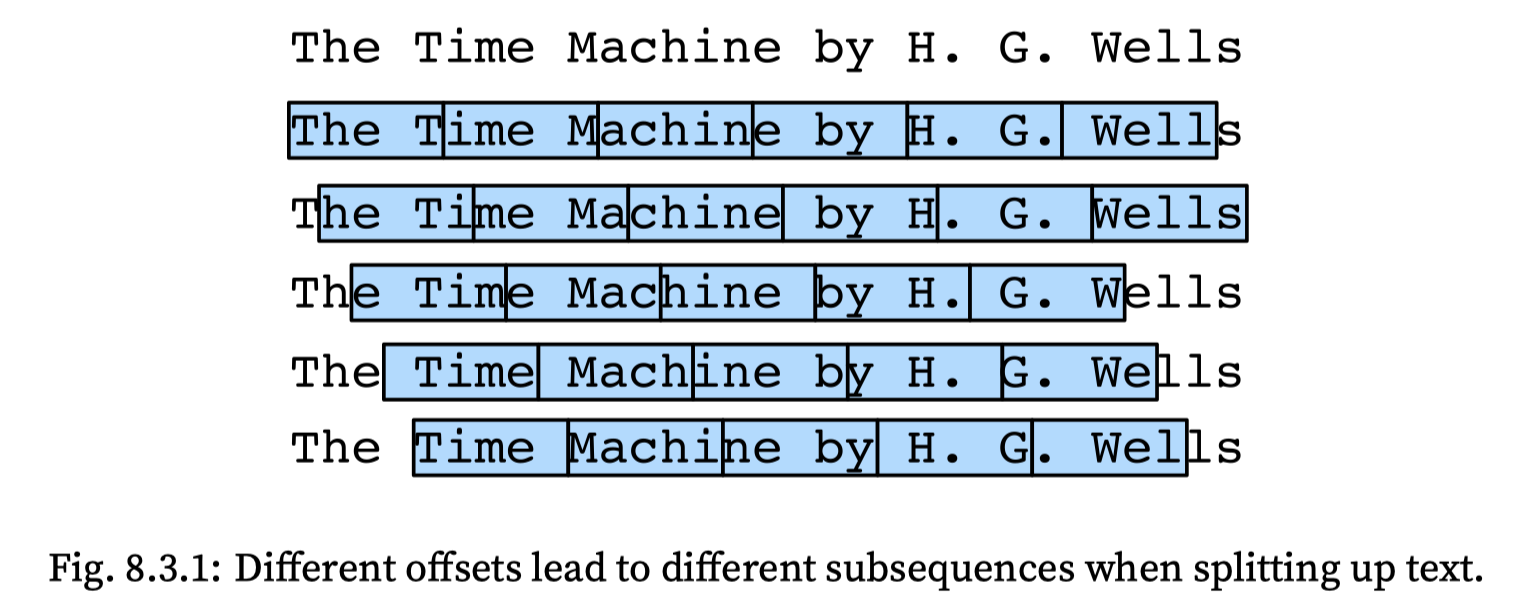 The Time Machine by H. G. Wells
The Time Machine by H. G. Wells
The Time Machine by H. G. Wells
The Time Machine by H. G. Wells
The Time Machine by H. G. Wells
The Time Machine by H. G. Wells
Fig. 8.3.1: Different offsets lead to different subsequences when splitting up text.